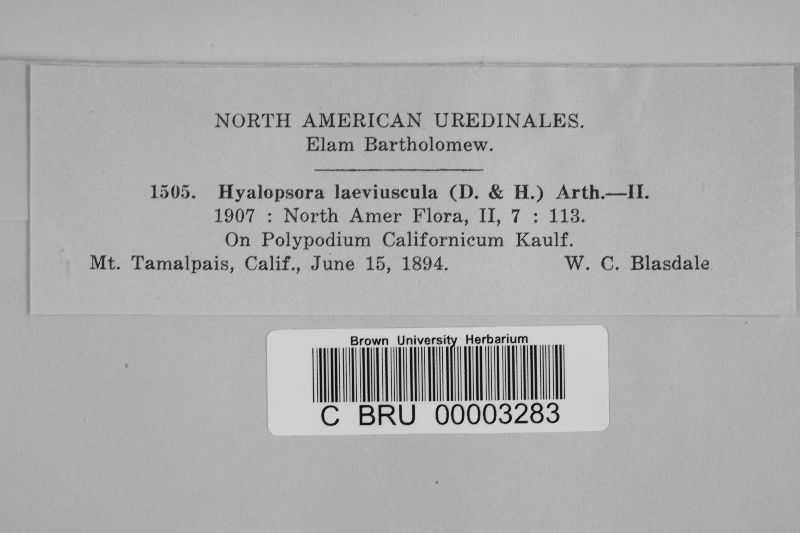 NORTH AMERICAN UREDINALES.
Elam Bartholomew.
1505. Hyalopsora laeviuscula (D. & H.) Arth.—II.
1907 : North Amer Flora, II, 7 : 113.
On Polypodium Californicum Kaulf.
Mt. Tamalpais, Calif., June 15, 1894. W. C. Blasdale
Brown University Herbarium
C BRU 00003283